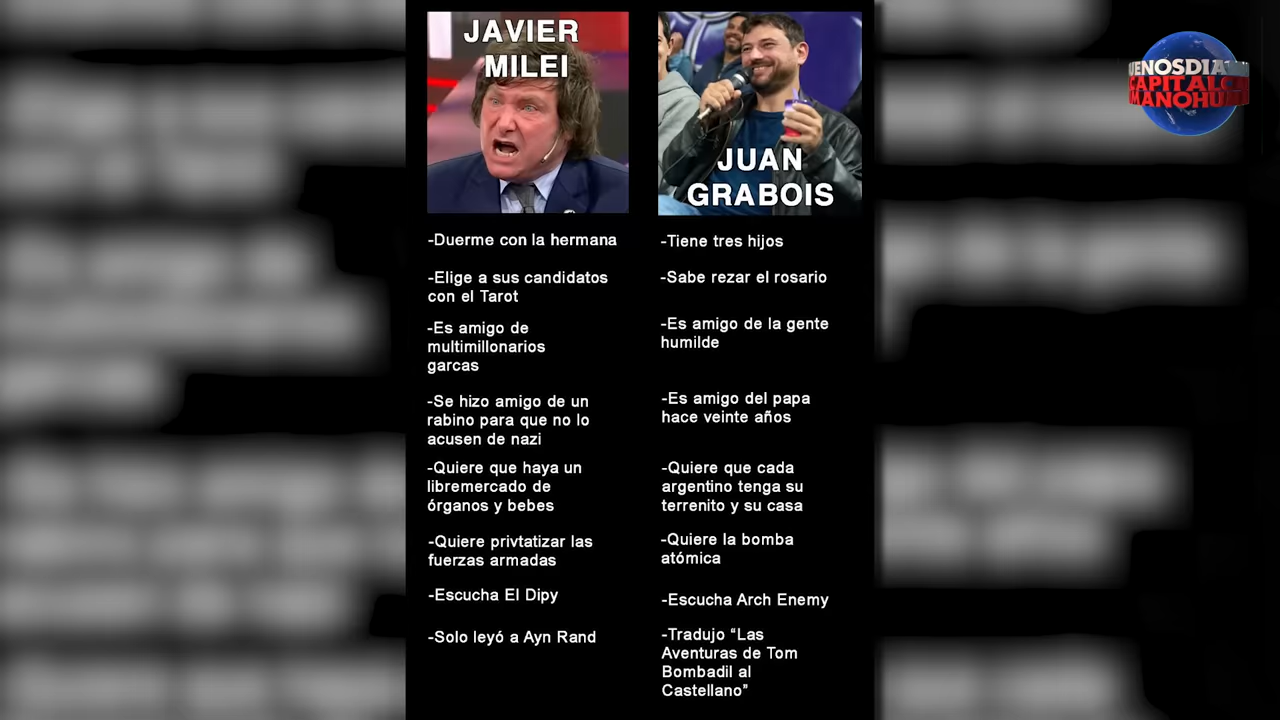 JAVIER
MILEI
-Duerme con la hermana
-Elige a sus candidatos
con el Tarot
-Es amigo de
multimillonarios
garcas
-Se hizo amigo de un
rabino para que no lo
acusen de nazi
-Quiere que haya un
libremercado de
órganos y bebes
-Quiere privtatizar las
fuerzas armadas
-Escucha El Dipy
-Solo leyó a Ayn Rand
JUAN
GRABOIS
-Tiene tres hijos
-Sabe rezar el rosario
-Es amigo de la gente
humilde
-Es amigo del papa
hace veinte años
-Quiere que cada
argentino tenga su
terrenito y su casa
-Quiere la bomba
atómica
-Escucha Arch Enemy
-Tradujo “Las
Aventuras de Tom
Bombadil al
Castellano”